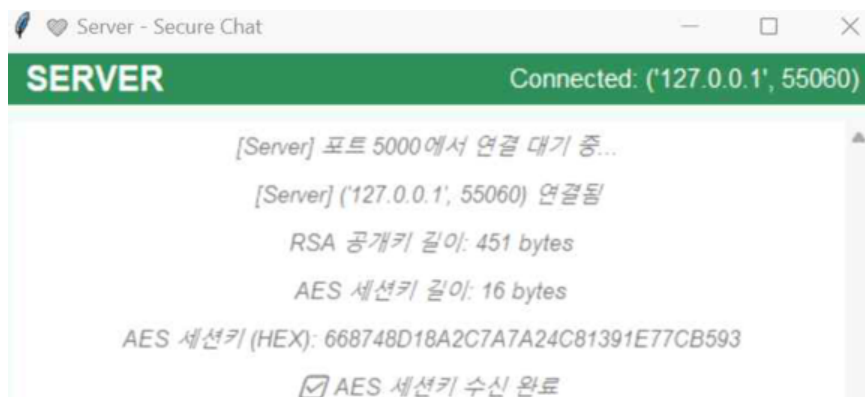 Server - Secure Chat
SERVER
Connected: ('127.0.0.1', 55060)
[Server] 포트 5000에서 연결 대기 중...
[Server] ('127.0.0.1', 55060) 연결됨
RSA 공개키 길이: 451 bytes
AES 세션키 길이: 16 bytes
AES 세션키 (HEX): 668748D18A2C7A7A24C81391E77CB593
☑ AES 세션키 수신 완료